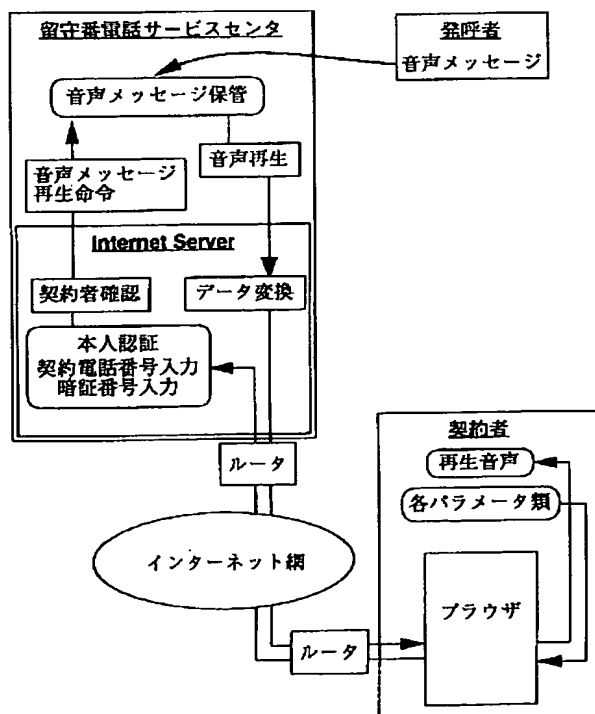 留守番電話サービスセンタ
発呼者
音声メッセージ
音声メッセージ保管
音声再生
音声メッセージ
再生命令
Internet Server
契約者確認
データ変換
本人認証
契約電話番号入力
暗証番号入力
ルータ
インターネット網
契約者
再生音声
各パラメータ類
ブラウザ
ルータ